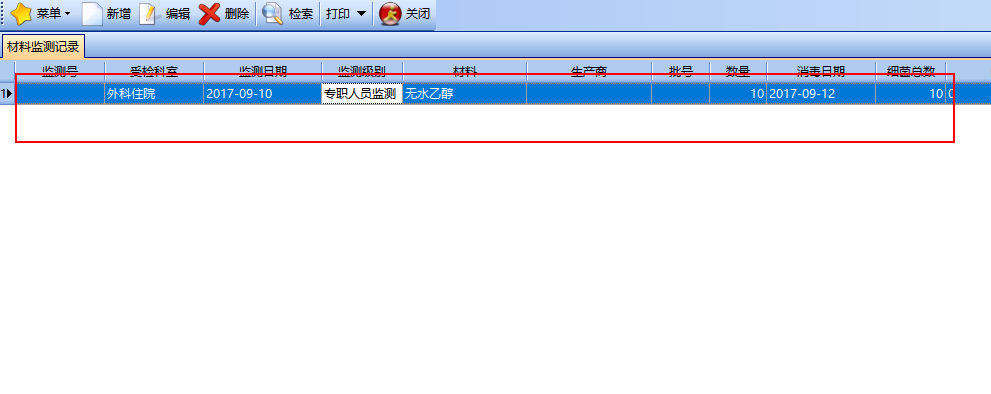 菜单 新增 编辑 删除 检索 打印 关闭
材料监测记录
监测号 受检科室 监测日期 监测级别 材料 生产商 批号 数量 消毒日期 细菌总数
1 外科住院 2017-09-10 专职人员监测 无水乙醇 10 2017-09-12 10 0